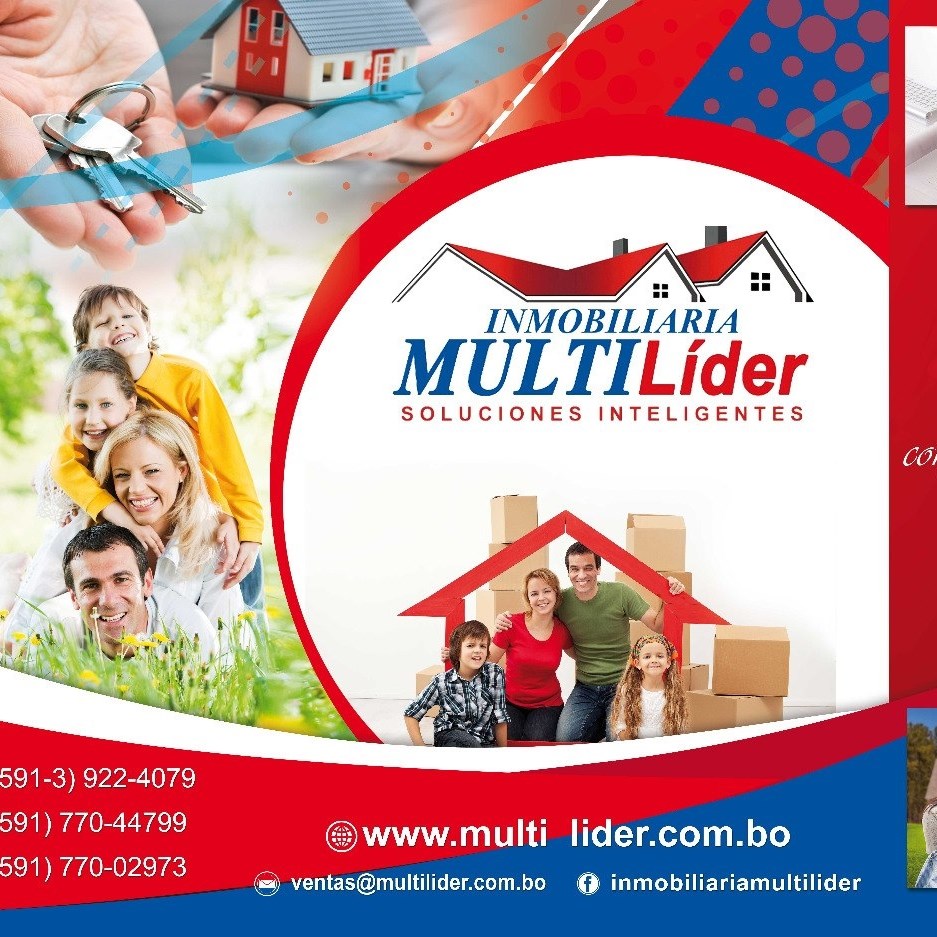 INMOBILIARIA
MULTILíder
SOLUCIONES INTELIGENTES
591-3) 922-4079
591) 770-44799
591) 770-02973
www.multi lider.com.bo
ventas@multilider.com.bo
inmobiliariamultilider